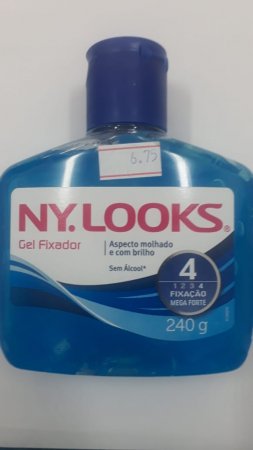 6.75
NY.LOOKS®
Gel Fixador
Aspecto molhado
e com brilho
Sem Álcool*
4
1 2 3 4
FIXAÇÃO
MEGA FORTE
240 g